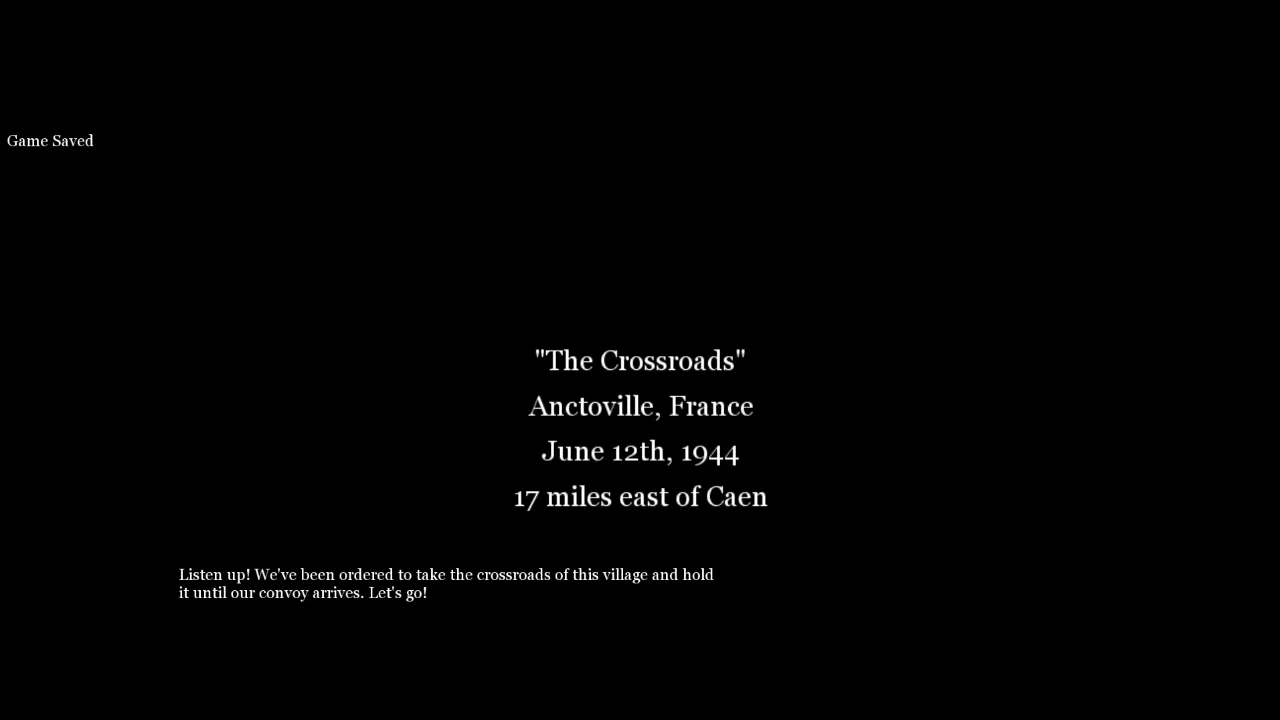 Game Saved
"The Crossroads"
Anctoville, France
June 12th, 1944
17 miles east of Caen
Listen up! We've been ordered to take the crossroads of this village and hold
it until our convoy arrives. Let's go!